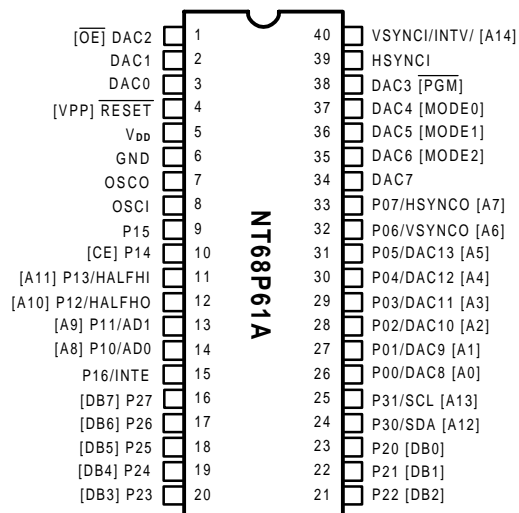 [OE] DAC2 1 40 VSYNCI/INTV/ [A14]
DAC1 2 39 HSYNCI
DAC0 3 38 DAC3 [PGM]
[VPP] RESET 4 37 DAC4 [MODE0]
VDD 5 36 DAC5 [MODE1]
GND 6 35 DAC6 [MODE2]
OSCO 7 34 DAC7
OSCI 8 33 P07/HSYNCO [A7]
P15 9 32 P06/VSYNCO [A6]
[CE] P14 10 31 P05/DAC13 [A5]
[A11] P13/HALFHI 11 30 P04/DAC12 [A4]
[A10] P12/HALFHO 12 29 P03/DAC11 [A3]
[A9] P11/AD1 13 28 P02/DAC10 [A2]
[A8] P10/AD0 14 27 P01/DAC9 [A1]
P16/INTE 15 26 P00/DAC8 [A0]
[DB7] P27 16 25 P31/SCL [A13]
[DB6] P26 17 24 P30/SDA [A12]
[DB5] P25 18 23 P20 [DB0]
[DB4] P24 19 22 P21 [DB1]
[DB3] P23 20 21 P22 [DB2]
NT68P61A